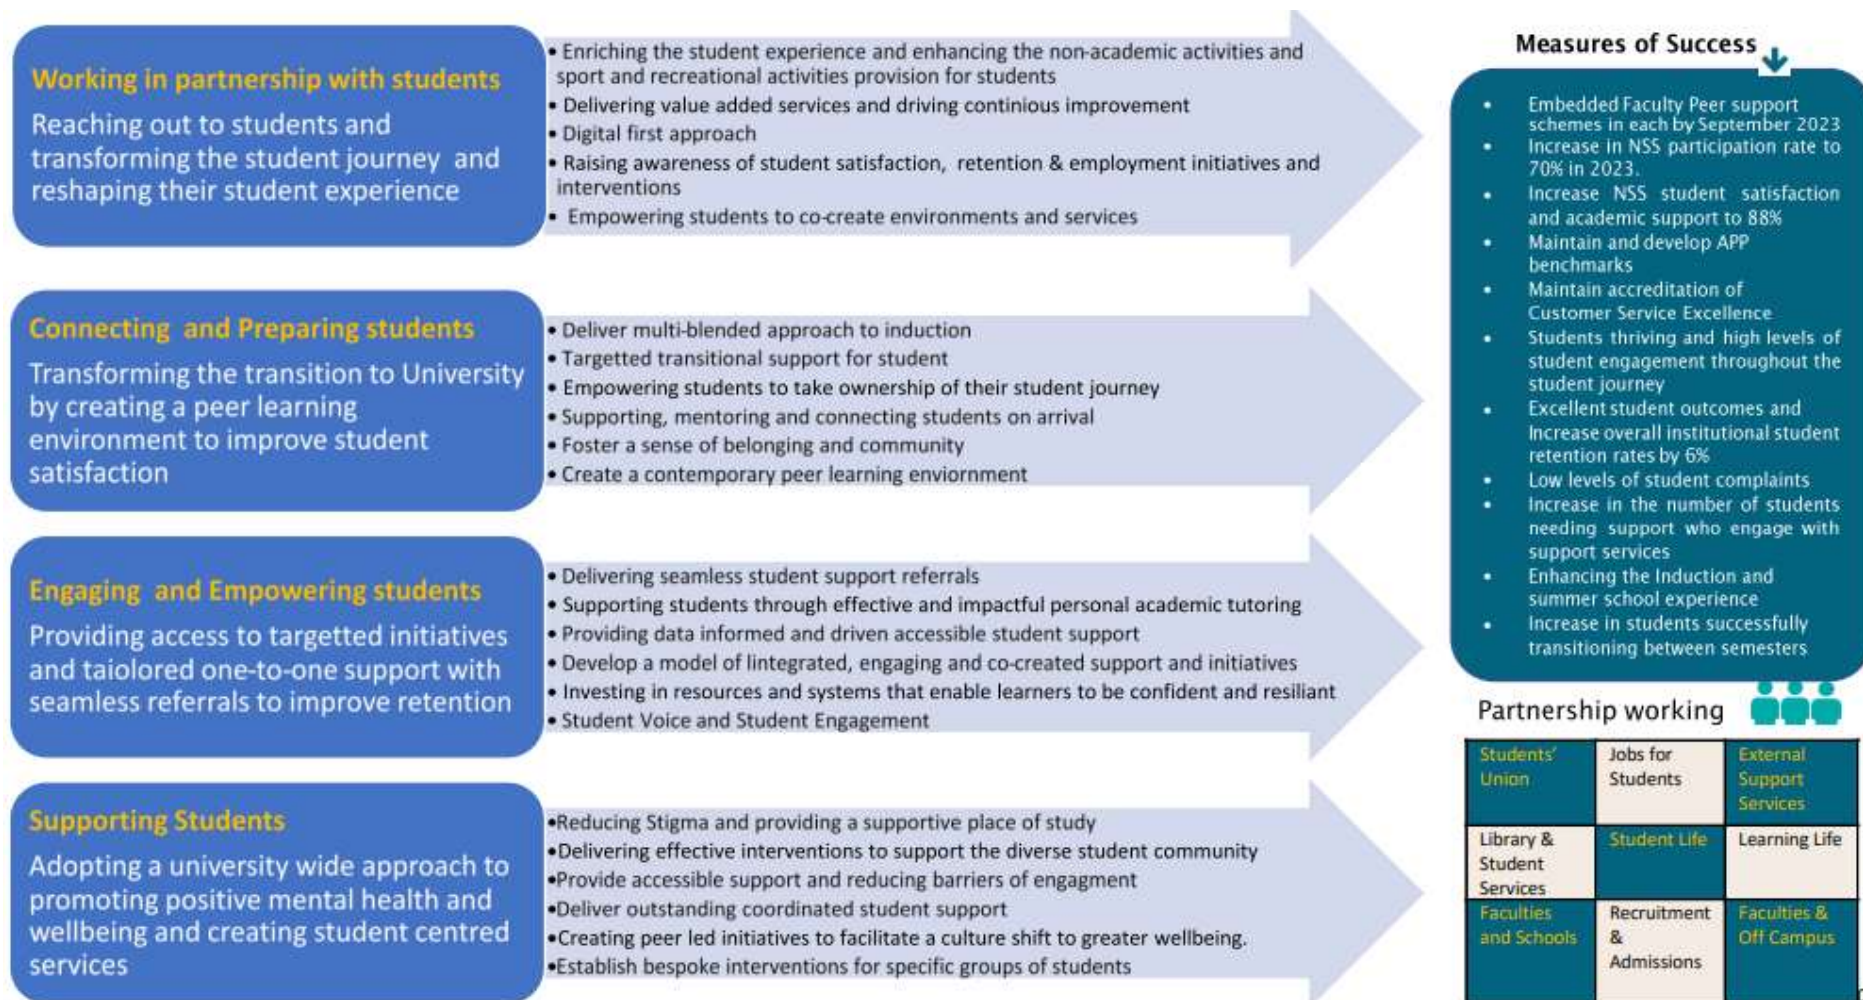 Working in partnership with students
Reaching out to students and
transforming the student journey and
reshaping their student experience
• Enriching the student experience and enhancing the non-academic activities and
sport and recreational activities provision for students
• Delivering value added services and driving continious improvement
• Digital first approach
• Raising awareness of student satisfaction, retention & employment initiatives and
interventions
• Empowering students to co-create environments and services
Connecting and Preparing students
Transforming the transition to University
by creating a peer learning
environment to improve student
satisfaction
• Deliver multi-blended approach to induction
• Targetted transitional support for student
• Empowering students to take ownership of their student journey
• Supporting, mentoring and connecting students on arrival
• Foster a sense of belonging and community
• Create a contemporary peer learning enviornment
Engaging and Empowering students
Providing access to targetted initiatives
and taiolored one-to-one support with
seamless referrals to improve retention
• Delivering seamless student support referrals
• Supporting students through effective and impactful personal academic tutoring
• Providing data informed and driven accessible student support
• Develop a model of lintegrated, engaging and co-created support and initiatives
• Investing in resources and systems that enable learners to be confident and resiliant
• Student Voice and Student Engagement
Supporting Students
Adopting a university wide approach to
promoting positive mental health and
wellbeing and creating student centred
services
•Reducing Stigma and providing a supportive place of study
•Delivering effective interventions to support the diverse student community
•Provide accessible support and reducing barriers of engagment
•Deliver outstanding coordinated student support
•Creating peer led initiatives to facilitate a culture shift to greater wellbeing.
•Establish bespoke interventions for specific groups of students
Measures of Success
• Embedded Faculty Peer support
schemes in each by September 2023
• Increase in NSS participation rate to
70% in 2023.
• Increase NSS student satisfaction
and academic support to 88%
• Maintain and develop APP
benchmarks
• Maintain accreditation of
Customer Service Excellence
• Students thriving and high levels of
student engagement throughout the
student journey
• Excellent student outcomes and
Increase overall institutional student
retention rates by 6%
• Low levels of student complaints
• Increase in the number of students
needing support who engage with
support services
• Enhancing the Induction and
summer school experience
• Increase in students successfully
transitioning between semesters
Partnership working
Students'
Union
Jobs for
Students
External
Support
Services
Library &
Student
Services
Student Life
Learning Life
Faculties
and Schools
Recruitment
&
Admissions
Faculties &
Off Campus